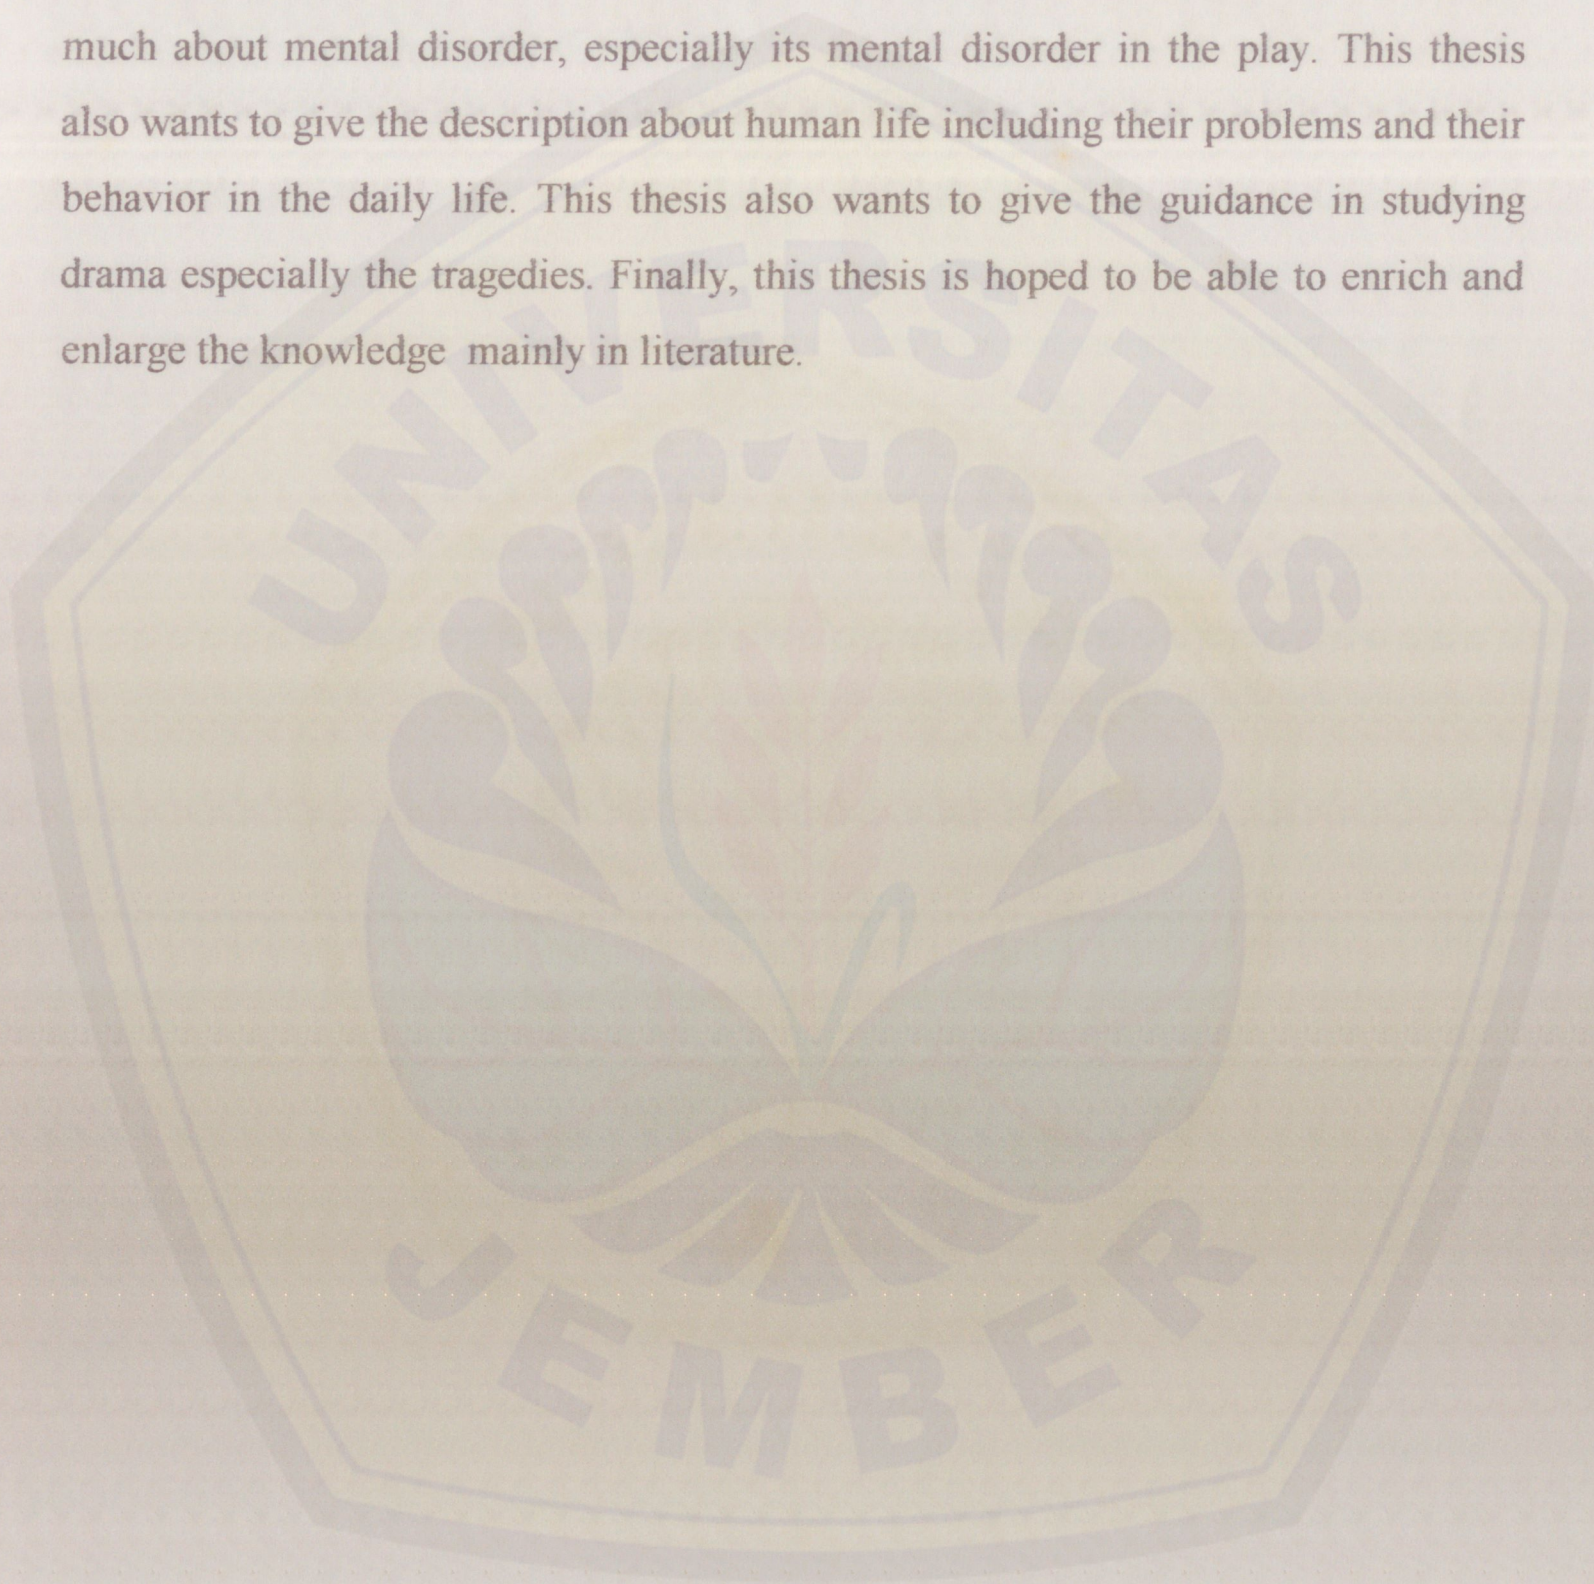 much about mental disorder, especially its mental disorder in the play. This thesis
also wants to give the description about human life including their problems and their
behavior in the daily life. This thesis also wants to give the guidance in studying
drama especially the tragedies. Finally, this thesis is hoped to be able to enrich and
enlarge the knowledge mainly in literature.
UNIVERSITAS
JEMBER